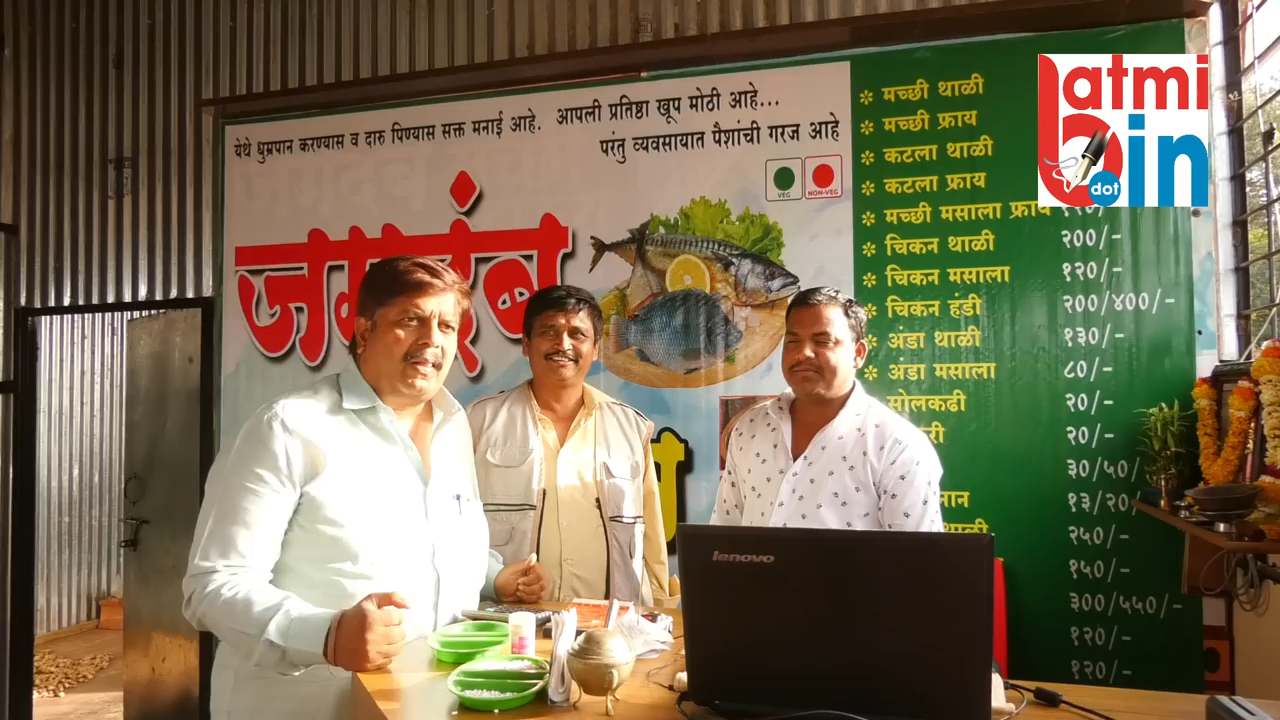 येथे धुम्रपान करण्यास व दारु पिण्यास सक्त मनाई आहे.
आपली प्रतिष्ठा खूप मोठी आहे...
परंतु व्यवसायात पैशांची गरज आहे
VEG
NON-VEG
मच्छी थाळी
मच्छी फ्राय
कटला थाळी
कटला फ्राय
मच्छी मसाला फ्राय
चिकन थाळी २००/-
चिकन मसाला १२०/-
चिकन हंडी २००/४००/-
अंडा थाळी १३०/-
अंडा मसाला ८०/-
सोलकढी २०/-
२०/-
३०/५०/
१३/२०/
२५०/-
१५०/-
३००/५५०/-
१२०/-
१२०/-
batmi
dot
in
lenovo